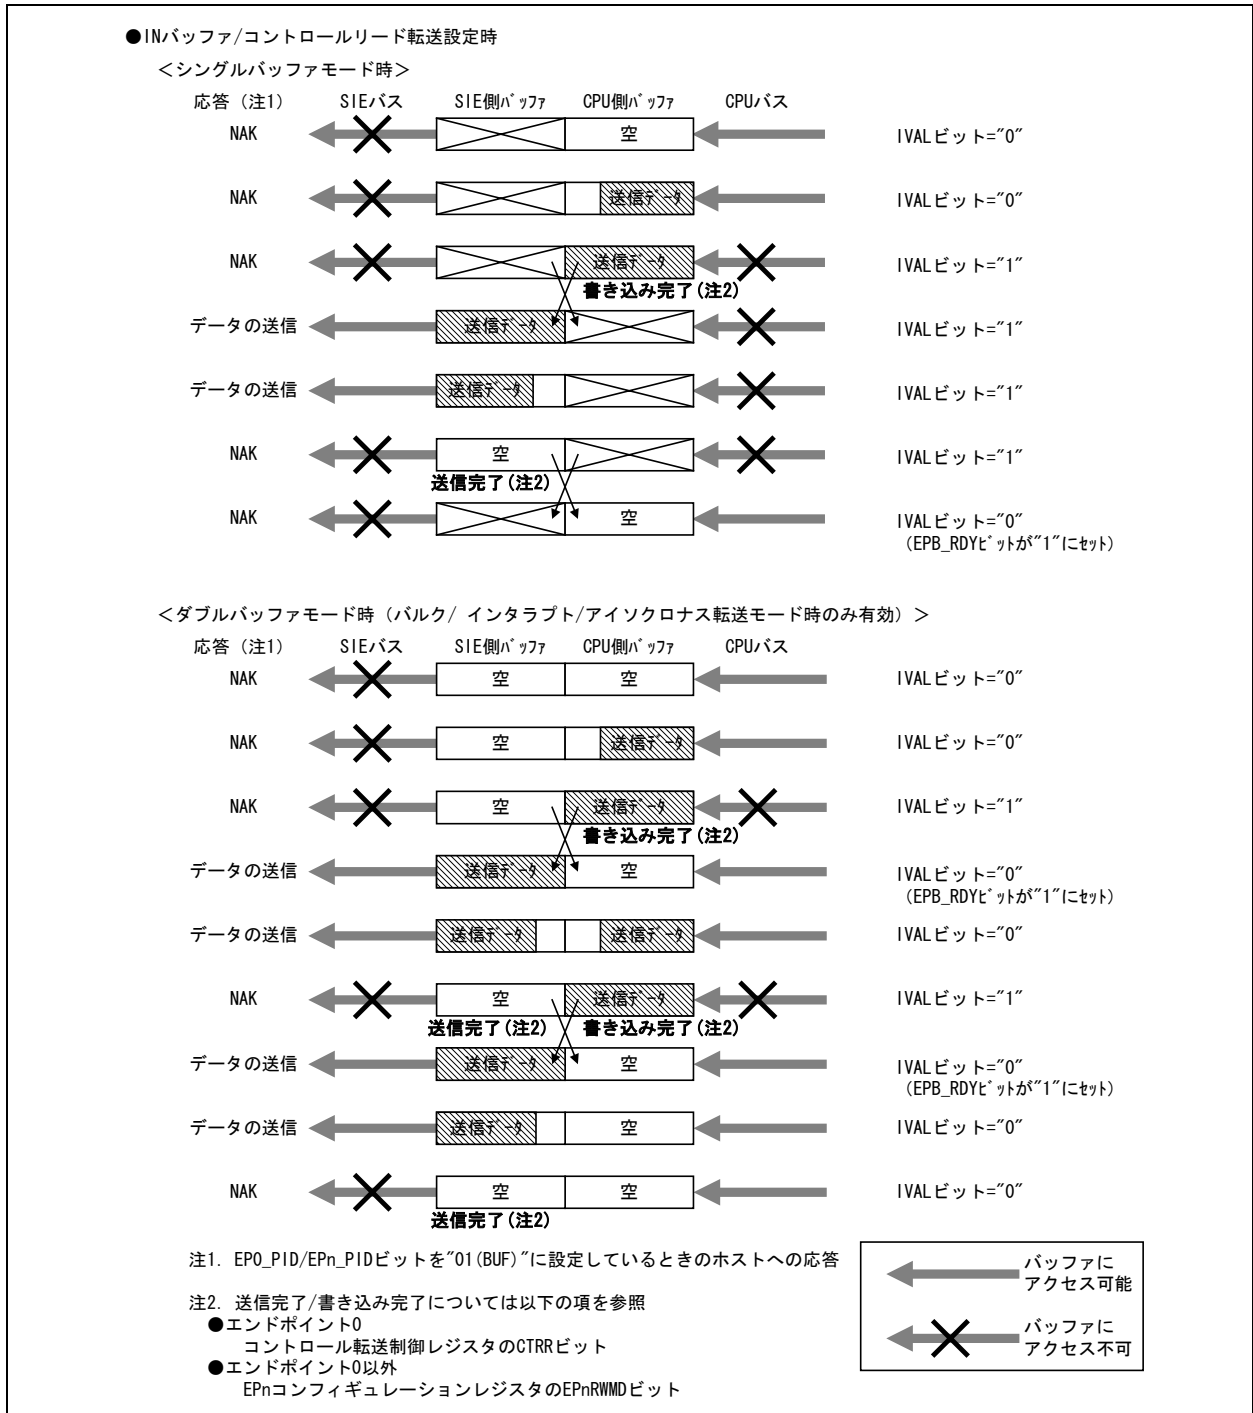 ●INバッファ/コントロールリード転送設定時
<シングルバッファモード時>
応答(注1) SIEバス SIE側バッファ CPU側バッファ CPUバス
NAK 空 IVALビット="0"
NAK 送信データ IVALビット="0"
NAK 送信データ IVALビット="1"
書き込み完了(注2)
データの送信 送信データ IVALビット="1"
データの送信 送信データ IVALビット="1"
NAK 空 IVALビット="1"
送信完了(注2)
NAK 空 IVALビット="0"
(EPB_RDYビットが"1"にセット)
<ダブルバッファモード時(バルク/ インタラプト/アイソクロナス転送モード時のみ有効)>
応答(注1) SIEバス SIE側バッファ CPU側バッファ CPUバス
NAK 空 空 IVALビット="0"
NAK 空 送信データ IVALビット="0"
NAK 空 送信データ IVALビット="1"
書き込み完了(注2)
データの送信 送信データ 空 IVALビット="0"
(EPB_RDYビットが"1"にセット)
データの送信 送信データ 送信データ IVALビット="0"
NAK 空 送信データ IVALビット="1"
送信完了(注2) 書き込み完了(注2)
データの送信 送信データ 空 IVALビット="0"
(EPB_RDYビットが"1"にセット)
データの送信 送信データ 空 IVALビット="0"
NAK 空 空 IVALビット="0"
送信完了(注2)
注1. EP0_PID/EPn_PIDビットを"01(BUF)"に設定しているときのホストへの応答
注2. 送信完了/書き込み完了については以下の項を参照
●エンドポイント0
コントロール転送制御レジスタのCTRRビット
●エンドポイント0以外
EPnコンフィギュレーションレジスタのEPnRWMDビット
バッファに
アクセス可能
バッファに
アクセス不可